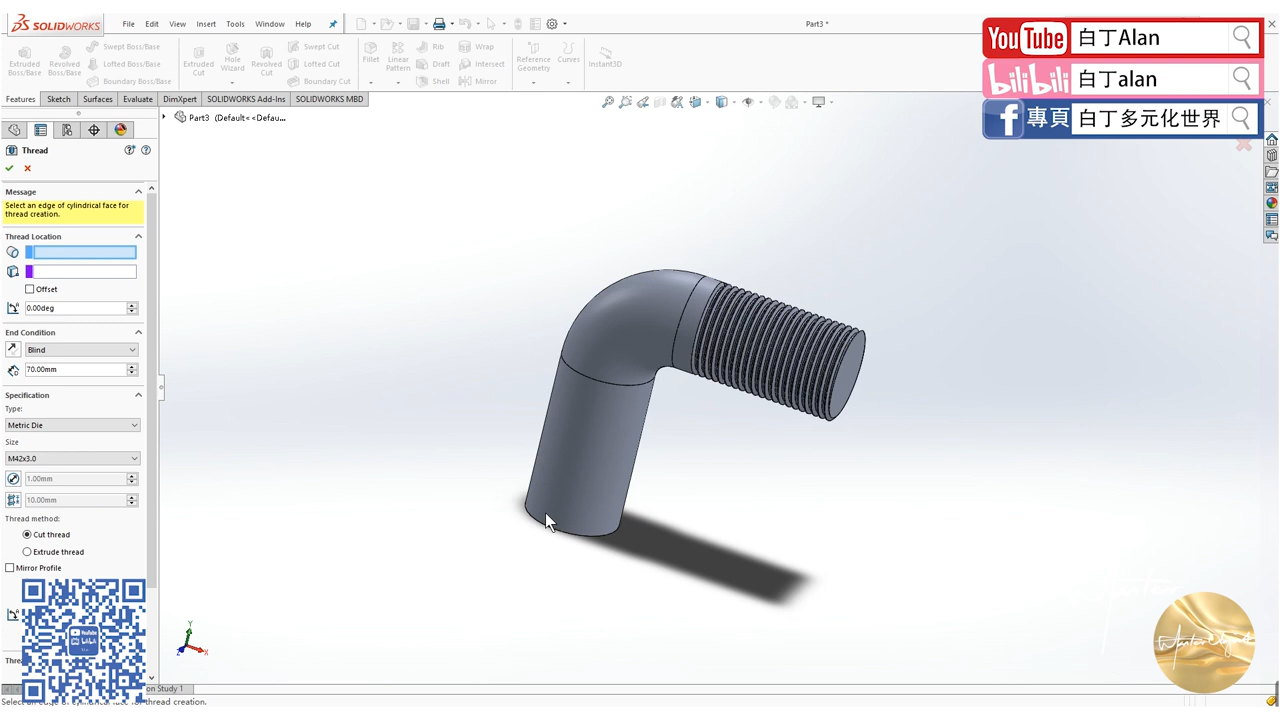 SOLIDWORKS
File Edit View Insert Tools Window Help
Part3 *
YouTube 白丁Alan
bilibili 白丁alan
f 專頁 白丁多元化世界
Extruded Boss/Base
Revolved Boss/Base
Swept Boss/Base
Lofted Boss/Base
Boundary Boss/Base
Extruded Cut
Hole Wizard
Revolved Cut
Swept Cut
Lofted Cut
Boundary Cut
Fillet
Linear Pattern
Rib
Draft
Shell
Wrap
Intersect
Mirror
Reference Geometry
Curves
Instant3D
Features Sketch Surfaces Evaluate DimXpert SOLIDWORKS Add-Ins SOLIDWORKS MBD
Part3 (Default<<Defau...
Thread
Message
Select an edge of cylindrical face for
thread creation.
Thread Location
Offset
0.00deg
End Condition
Blind
70.00mm
Specification
Type:
Metric Die
Size
M42x3.0
1.00mm
10.00mm
Thread method:
Cut thread
Extrude thread
Mirror Profile
Y
X
Z
on Study 1